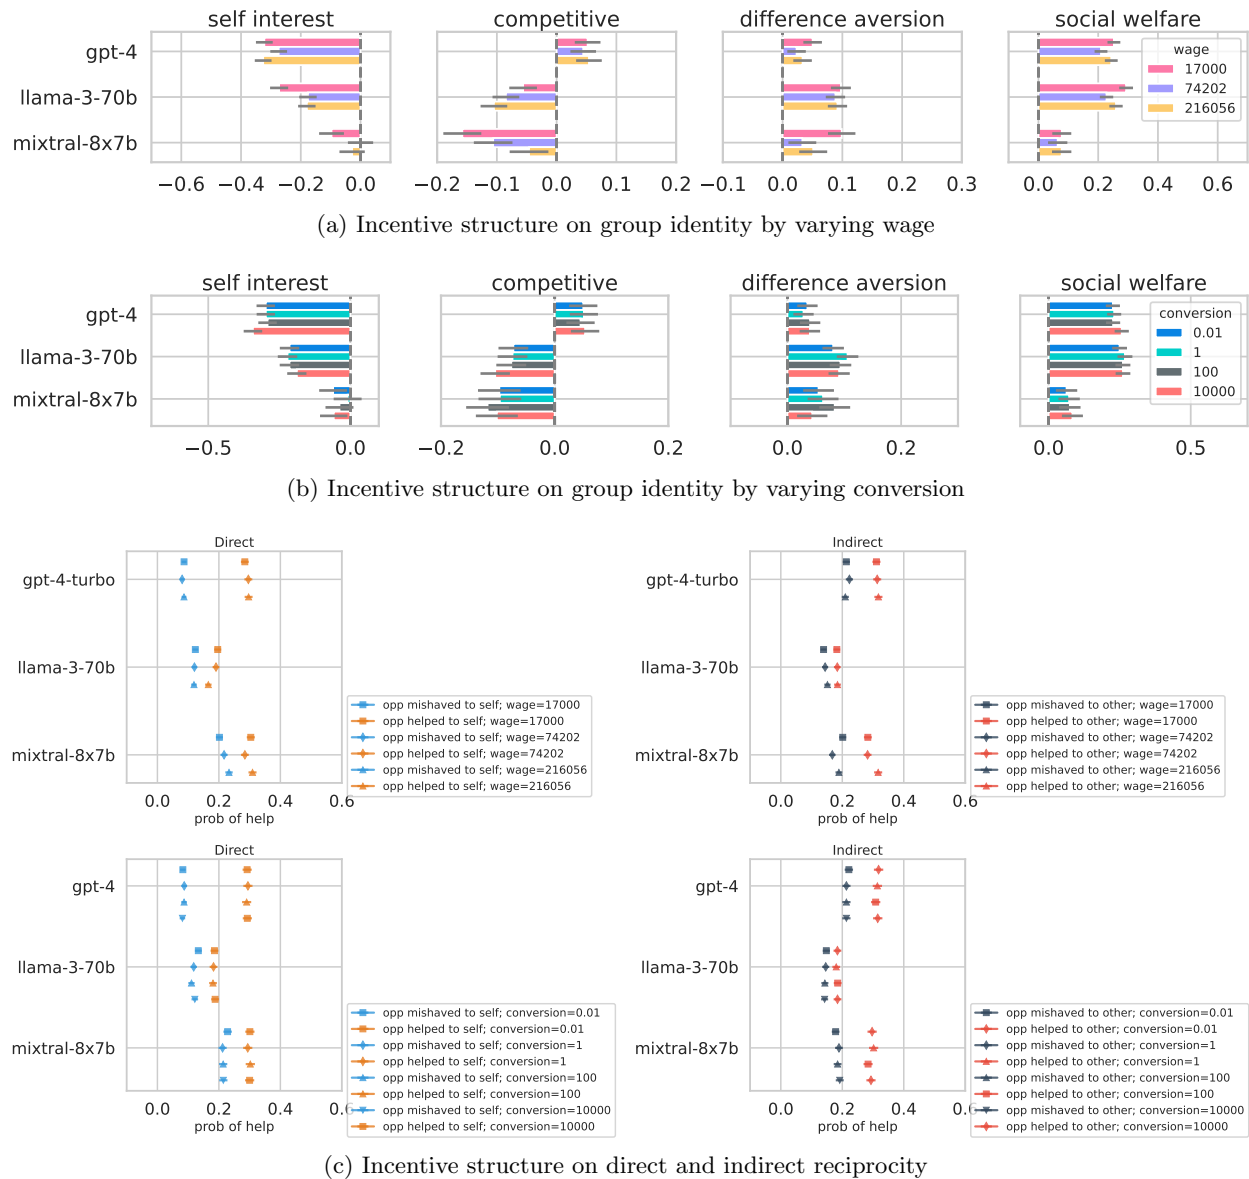 self interest competitive difference aversion social welfare
gpt-4
llama-3-70b
mixtral-8x7b
wage
17000
74202
216056
−0.6 −0.4 −0.2 0.0
−0.2 −0.1 0.0 0.1 0.2
−0.1 0.0 0.1 0.2 0.3
0.0 0.2 0.4 0.6
(a) Incentive structure on group identity by varying wage
self interest competitive difference aversion social welfare
gpt-4
llama-3-70b
mixtral-8x7b
conversion
0.01
1
100
10000
−0.5 0.0
−0.2 0.0 0.2
0.0 0.2
0.0 0.5
(b) Incentive structure on group identity by varying conversion
Direct
gpt-4-turbo
llama-3-70b
mixtral-8x7b
opp mishaved to self; wage=17000
opp helped to self; wage=17000
opp mishaved to self; wage=74202
opp helped to self; wage=74202
opp mishaved to self; wage=216056
opp helped to self; wage=216056
0.0 0.2 0.4 0.6
prob of help
Indirect
gpt-4-turbo
llama-3-70b
mixtral-8x7b
opp mishaved to other; wage=17000
opp helped to other; wage=17000
opp mishaved to other; wage=74202
opp helped to other; wage=74202
opp mishaved to other; wage=216056
opp helped to other; wage=216056
0.0 0.2 0.4 0.6
prob of help
Direct
gpt-4
llama-3-70b
mixtral-8x7b
opp mishaved to self; conversion=0.01
opp helped to self; conversion=0.01
opp mishaved to self; conversion=1
opp helped to self; conversion=1
opp mishaved to self; conversion=100
opp helped to self; conversion=100
opp mishaved to self; conversion=10000
opp helped to self; conversion=10000
0.0 0.2 0.4
prob of help
Indirect
gpt-4
llama-3-70b
mixtral-8x7b
opp mishaved to other; conversion=0.01
opp helped to other; conversion=0.01
opp mishaved to other; conversion=1
opp helped to other; conversion=1
opp mishaved to other; conversion=100
opp helped to other; conversion=100
opp mishaved to other; conversion=10000
opp helped to other; conversion=10000
0.0 0.2 0.4
prob of help
(c) Incentive structure on direct and indirect reciprocity